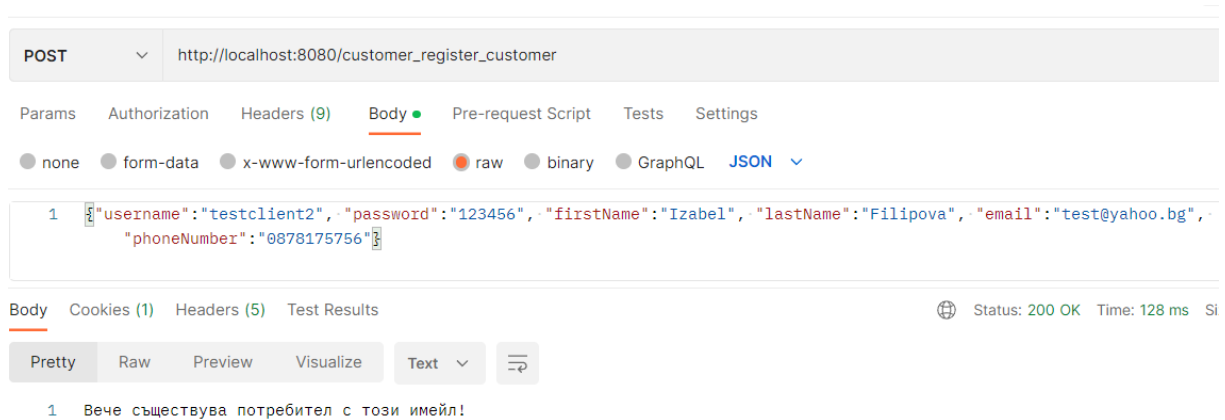 POST http://localhost:8080/customer_register_customer
Params Authorization Headers (9) Body Pre-request Script Tests Settings
none form-data x-www-form-urlencoded raw binary GraphQL JSON
1 {"username":"testclient2", "password":"123456", "firstName":"Izabel", "lastName":"Filipova", "email":"test@yahoo.bg",
"phoneNumber":"0878175756"}
Body Cookies (1) Headers (5) Test Results Status: 200 OK Time: 128 ms Si
Pretty Raw Preview Visualize Text
1 Вече съществува потребител с този имейл!